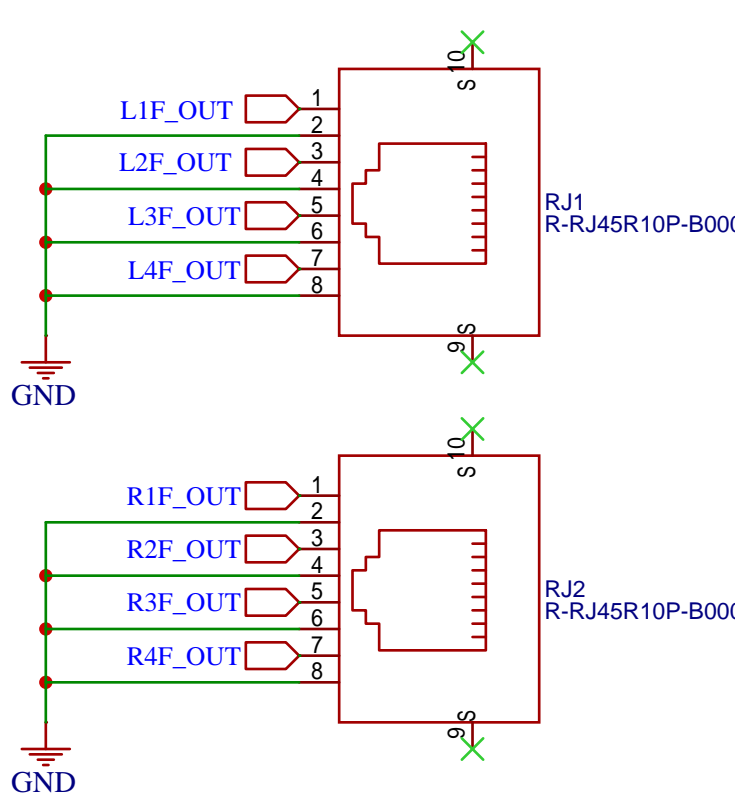 10
S
L1F_OUT 1
2
L2F_OUT 3
4
L3F_OUT 5
6
L4F_OUT 7
8
RJ1
R-RJ45R10P-B000
S
9
GND
10
S
R1F_OUT 1
2
R2F_OUT 3
4
R3F_OUT 5
6
R4F_OUT 7
8
RJ2
R-RJ45R10P-B000
S
9
GND